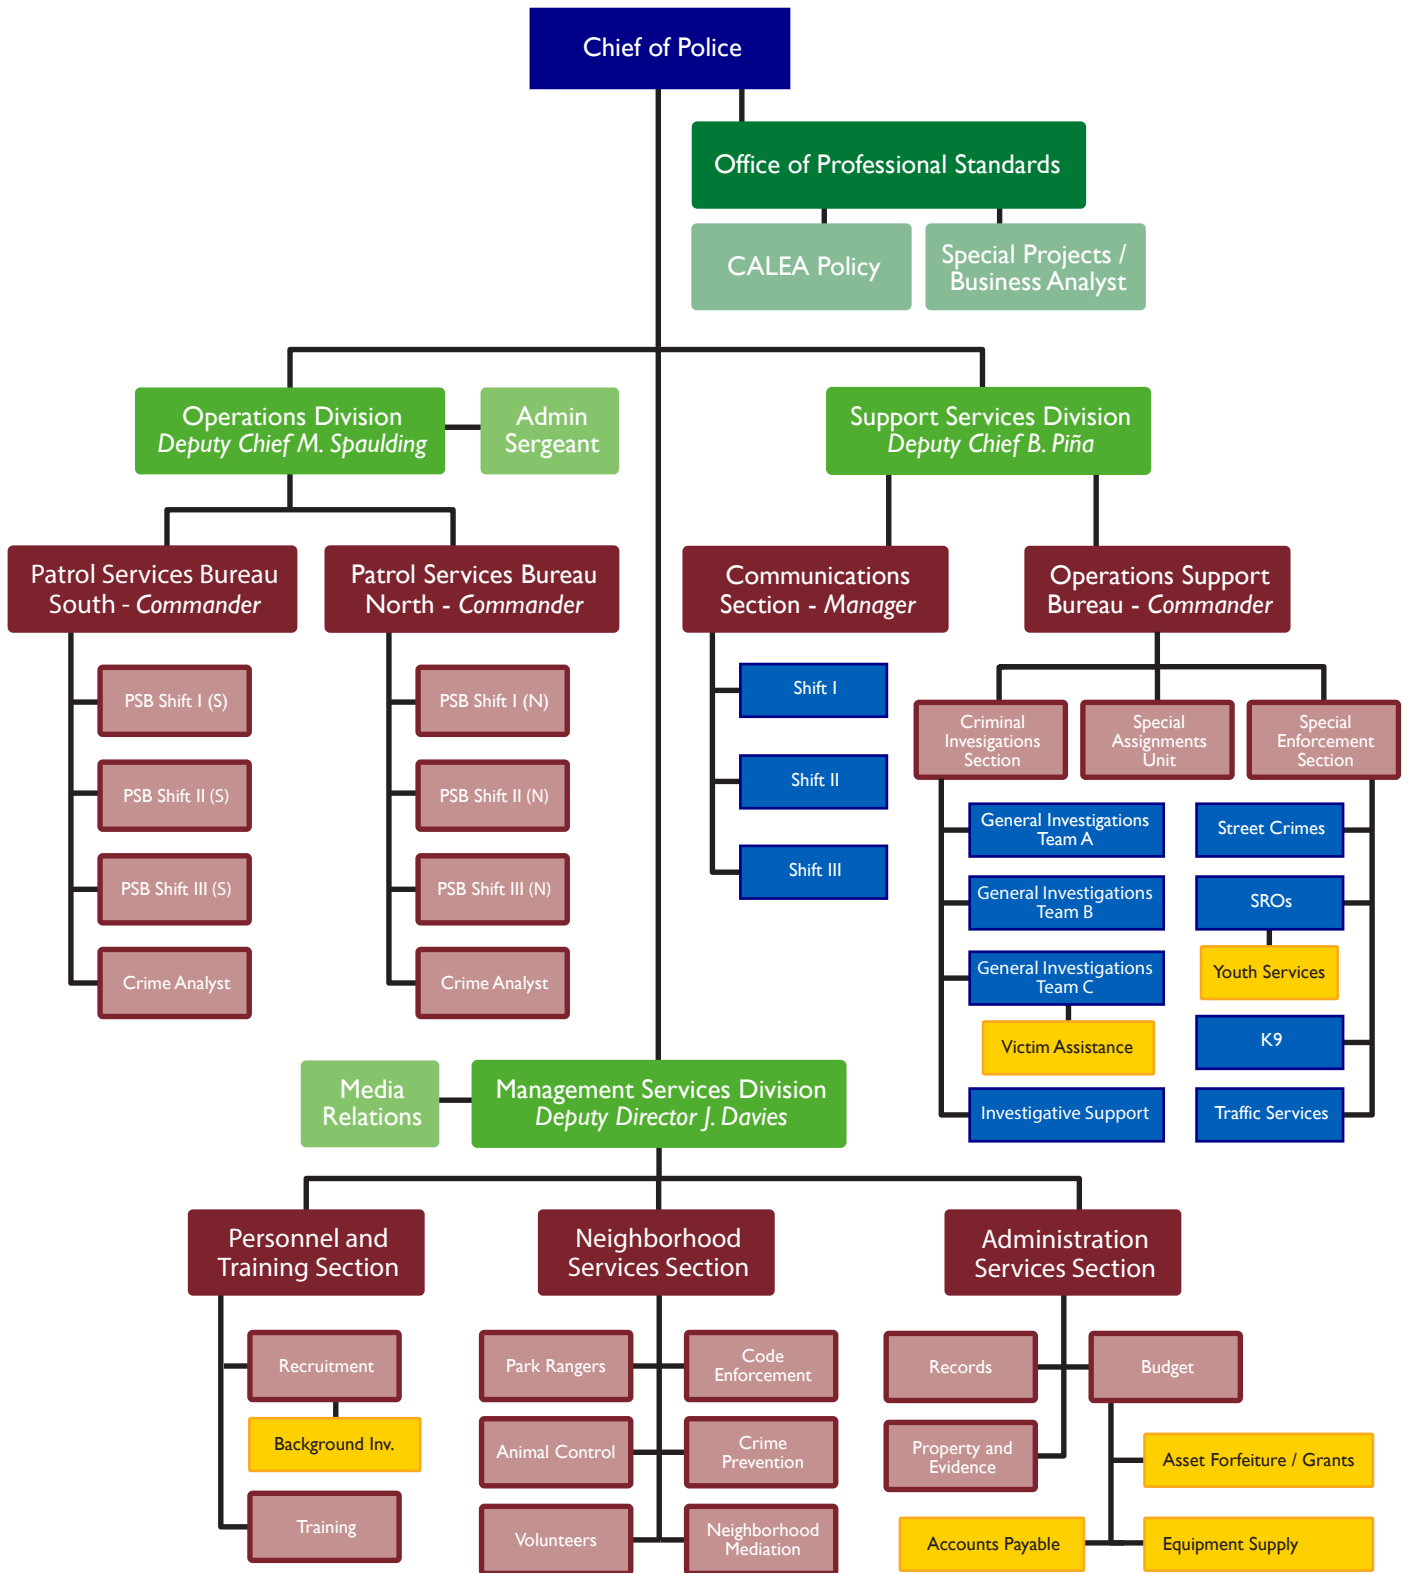 Chief of Police
Office of Professional Standards
CALEA Policy
Special Projects /
Business Analyst
Operations Division
Deputy Chief M. Spaulding
Admin
Sergeant
Support Services Division
Deputy Chief B. Piña
Patrol Services Bureau
South - Commander
Patrol Services Bureau
North - Commander
Communications
Section - Manager
Operations Support
Bureau - Commander
PSB Shift I (S)
PSB Shift II (S)
PSB Shift III (S)
Crime Analyst
PSB Shift I (N)
PSB Shift II (N)
PSB Shift III (N)
Crime Analyst
Shift I
Shift II
Shift III
Criminal
Invesigations
Section
Special
Assignments
Unit
Special
Enforcement
Section
General Investigations
Team A
General Investigations
Team B
General Investigations
Team C
Victim Assistance
Investigative Support
Street Crimes
SROs
Youth Services
K9
Traffic Services
Media
Relations
Management Services Division
Deputy Director J. Davies
Personnel and
Training Section
Neighborhood
Services Section
Administration
Services Section
Recruitment
Background Inv.
Training
Park Rangers
Code
Enforcement
Animal Control
Crime
Prevention
Volunteers
Neighborhood
Mediation
Records
Budget
Property and
Evidence
Asset Forfeiture / Grants
Accounts Payable
Equipment Supply